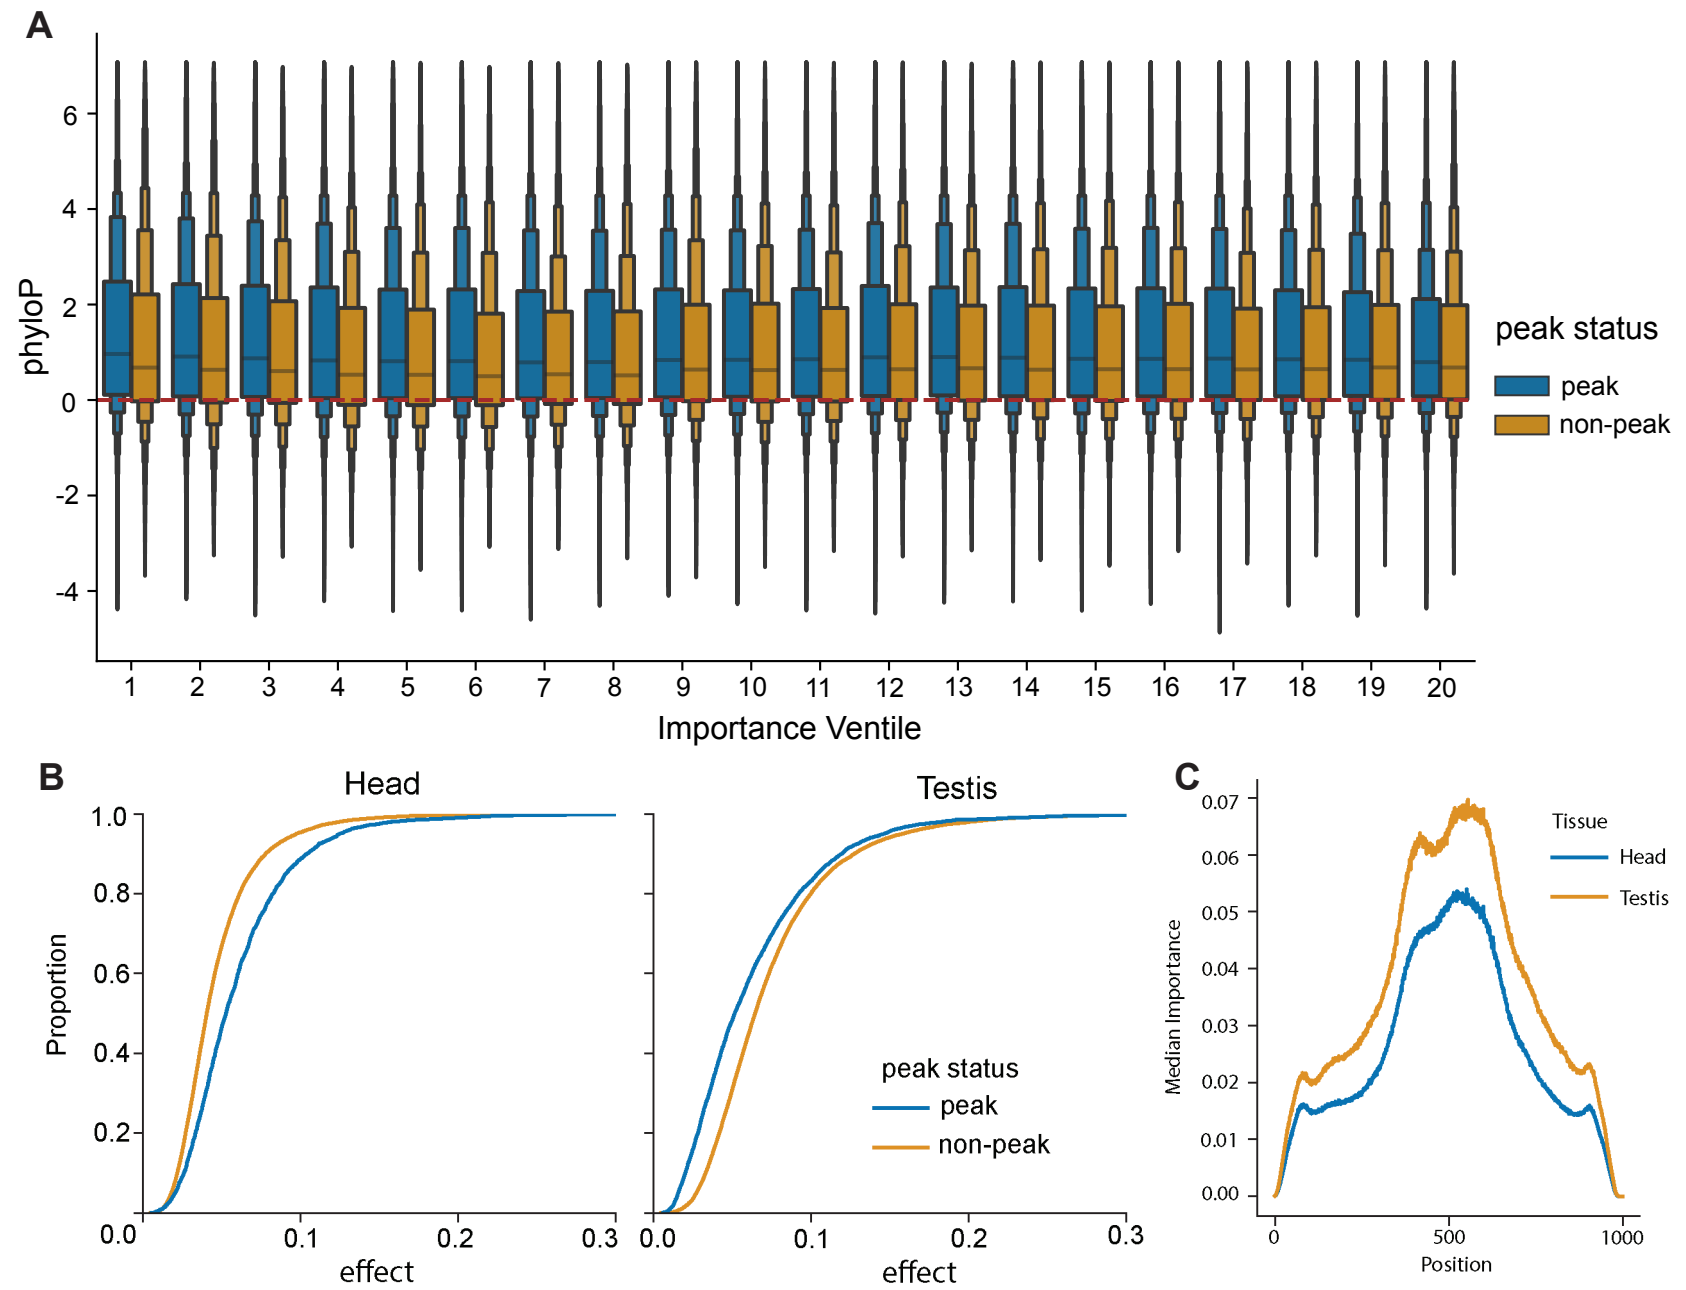 A
phyloP
6
4
2
0
-2
-4
1 2 3 4 5 6 7 8 9 10 11 12 13 14 15 16 17 18 19 20
Importance Ventile
peak status
peak
non-peak
B
Head
Proportion
1.0
0.8
0.6
0.4
0.2
0.0 0.1 0.2 0.3
effect
Testis
peak status
peak
non-peak
0.0 0.1 0.2 0.3
effect
C
Median Importance
0.07
0.06
0.05
0.04
0.03
0.02
0.01
0.00
0 500 1000
Position
Tissue
Head
Testis